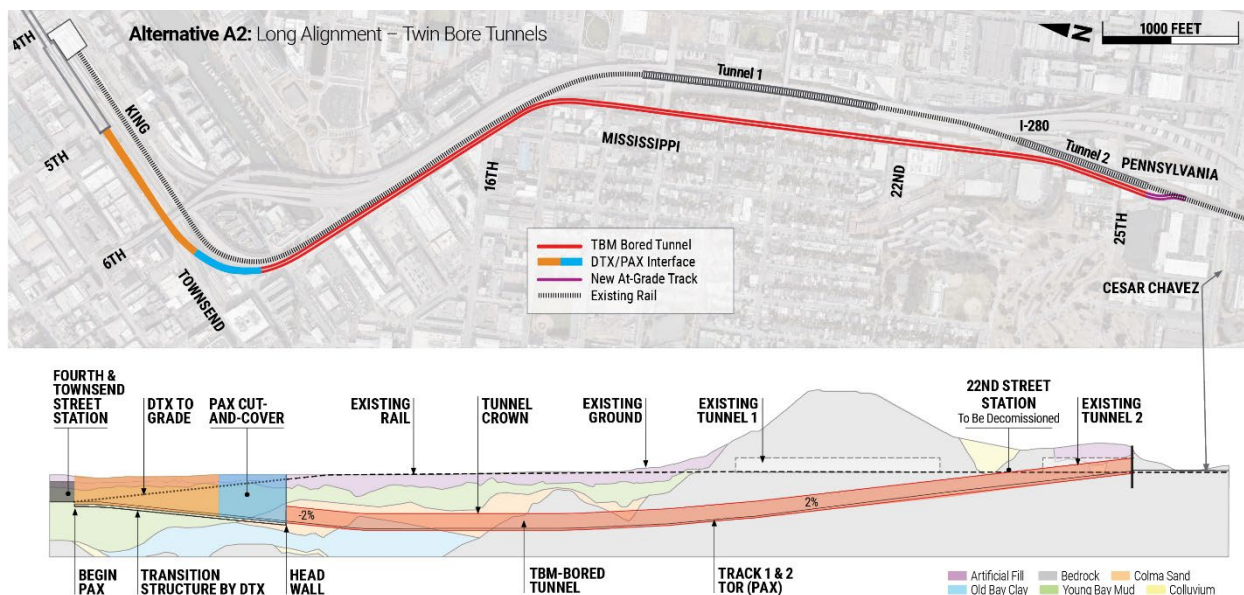 Alternative A2: Long Alignment – Twin Bore Tunnels
N
1000 FEET
4TH
KING
5TH
6TH
TOWNSEND
16TH
Tunnel 1
MISSISSIPPI
22ND
I-280
Tunnel 2
PENNSYLVANIA
25TH
CESAR CHAVEZ
TBM Bored Tunnel
DTX/PAX Interface
New At-Grade Track
Existing Rail
FOURTH &
TOWNSEND
STREET
STATION
DTX TO
GRADE
PAX CUT-
AND-COVER
EXISTING
RAIL
TUNNEL
CROWN
EXISTING
GROUND
EXISTING
TUNNEL 1
22ND STREET
STATION
To Be Decomissioned
EXISTING
TUNNEL 2
-2%
2%
BEGIN
PAX
TRANSITION
STRUCTURE BY DTX
HEAD
WALL
TBM-BORED
TUNNEL
TRACK 1 & 2
TOR (PAX)
Artificial Fill
Bedrock
Colma Sand
Old Bay Clay
Young Bay Mud
Colluvium